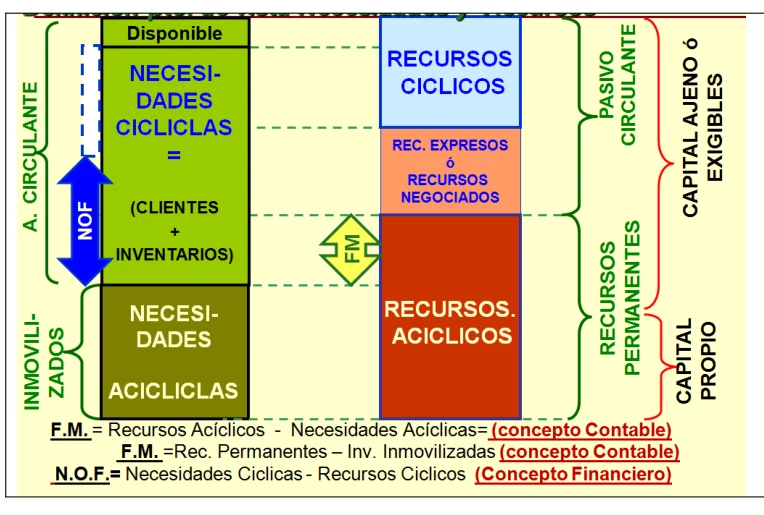 Disponible
NECESI-
DADES
CICLICLAS
=
(CLIENTES
+
INVENTARIOS)
NECESI-
DADES
ACICLICLAS
A. CIRCULANTE
INMOVILI-
ZADOS
NOF
FM
RECURSOS
CICLICOS
REC. EXPRESOS
ó
RECURSOS
NEGOCIADOS
RECURSOS.
ACICLICOS
PASIVO
CIRCULANTE
RECURSOS
PERMANENTES
CAPITAL AJENO ó
EXIGIBLES
CAPITAL
PROPIO
F.M. = Recursos Acíclicos - Necesidades Acíclicas= (concepto Contable)
F.M. =Rec. Permanentes – Inv. Inmovilizadas (concepto Contable)
N.O.F.= Necesidades Ciclicas - Recursos Ciclicos (Concepto Financiero)